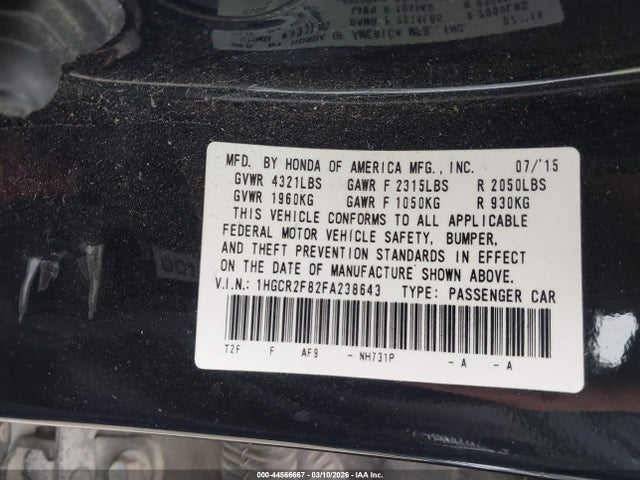 MFD. BY HONDA OF AMERICA MFG., INC. 07/'15
GVWR 4321LBS GAWR F 2315LBS R 2050LBS
GVWR 1960KG GAWR F 1050KG R 930KG
THIS VEHICLE CONFORMS TO ALL APPLICABLE
FEDERAL MOTOR VEHICLE SAFETY, BUMPER,
AND THEFT PREVENTION STANDARDS IN EFFECT
ON THE DATE OF MANUFACTURE SHOWN ABOVE.
V.I.N.: 1HGCR2F82FA238643 TYPE: PASSENGER CAR
T2F F AF9 - NH731P - A - A
000-44566667 - 03/10/2026 - IAA Inc.